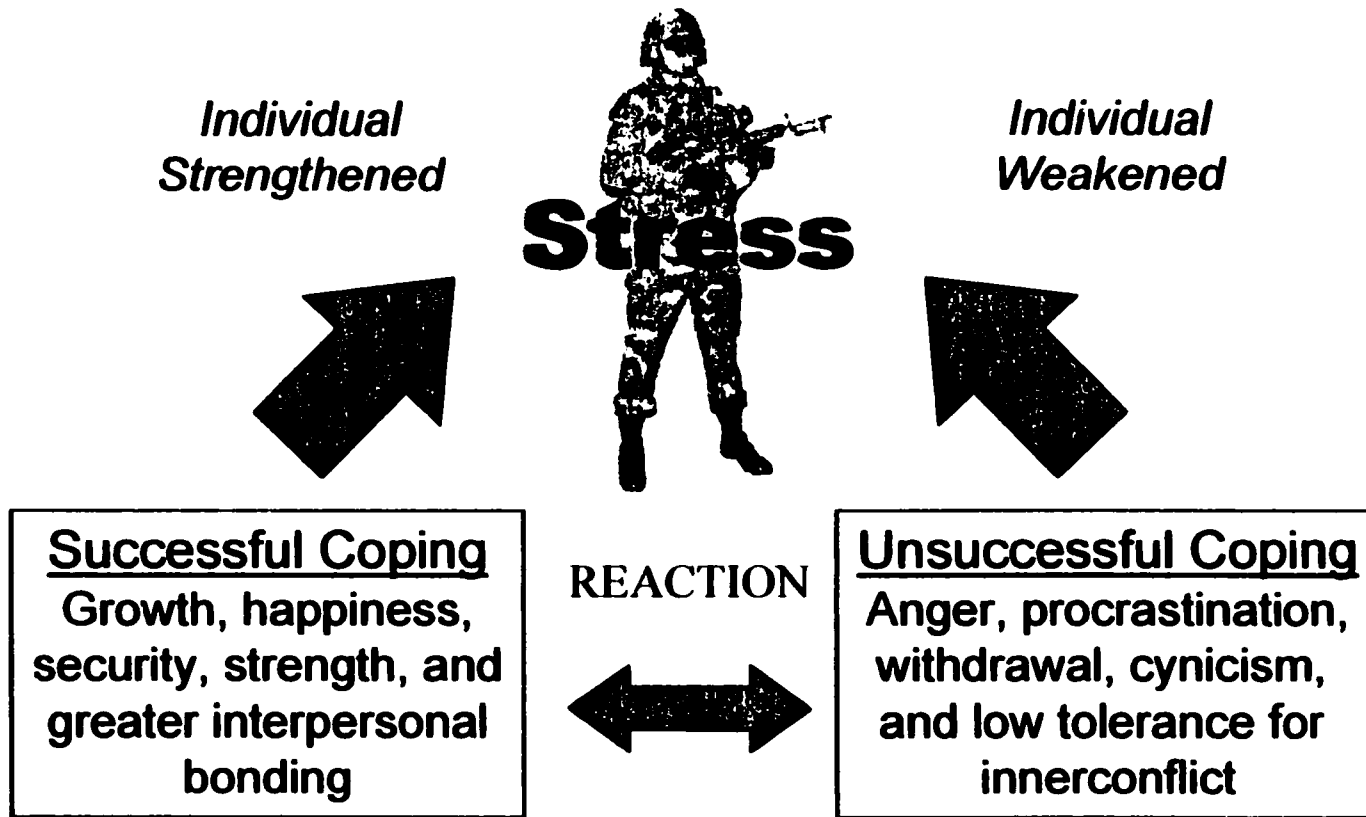 Individual
Strengthened
Stress
Individual
Weakened
Successful Coping
Growth, happiness,
security, strength, and
greater interpersonal
bonding
REACTION
Unsuccessful Coping
Anger, procrastination,
withdrawal, cynicism,
and low tolerance for
innerconflict